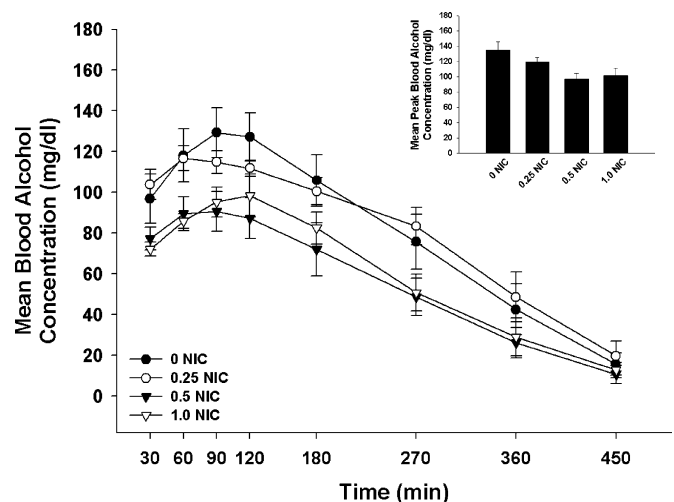 180
160
140
120
100
80
60
40
20
0
Mean Blood Alcohol
Concentration (mg/dl)
0 NIC
0.25 NIC
0.5 NIC
1.0 NIC
30 60 90 120 180 270 360 450
Time (min)
Mean Peak Blood Alcohol
Concentration (mg/dl)
180
160
140
120
100
80
60
40
20
0
0 NIC
0.25 NIC
0.5 NIC
1.0 NIC